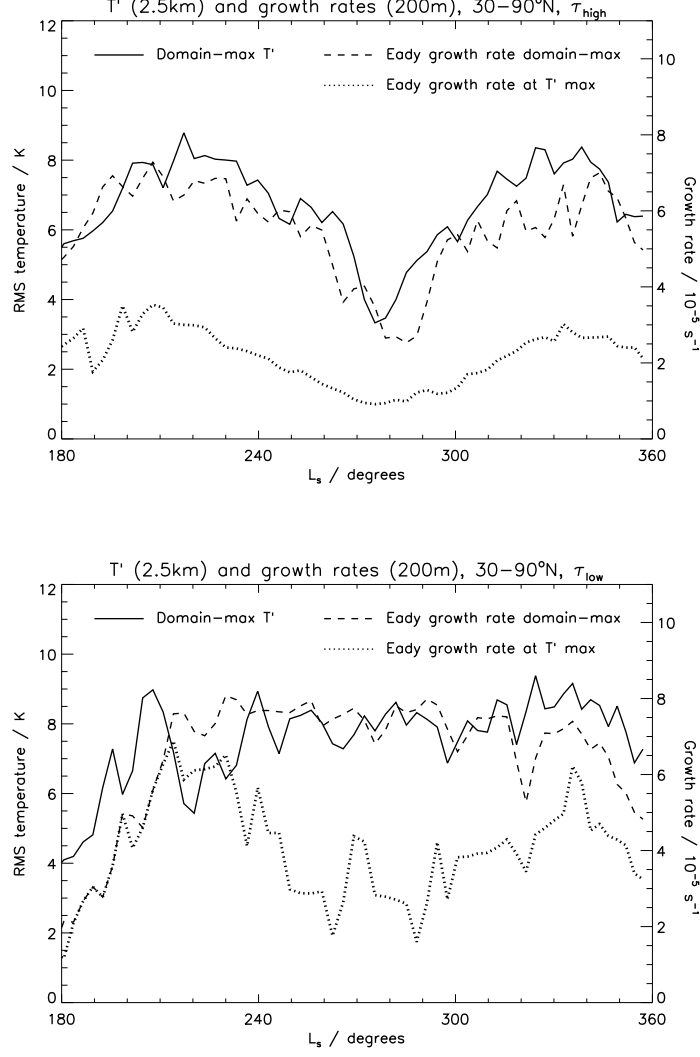 T' (2.5km) and growth rates (200m), 30−90°N, τhigh
Domain−max T'
Eady growth rate domain−max
Eady growth rate at T' max
RMS temperature / K
0
2
4
6
8
10
12
Growth rate / 10⁻⁵ s⁻¹
0
2
4
6
8
10
180
240
300
360
Ls / degrees
T' (2.5km) and growth rates (200m), 30−90°N, τlow
Domain−max T'
Eady growth rate domain−max
Eady growth rate at T' max
RMS temperature / K
0
2
4
6
8
10
12
Growth rate / 10⁻⁵ s⁻¹
0
2
4
6
8
10
180
240
300
360
Ls / degrees